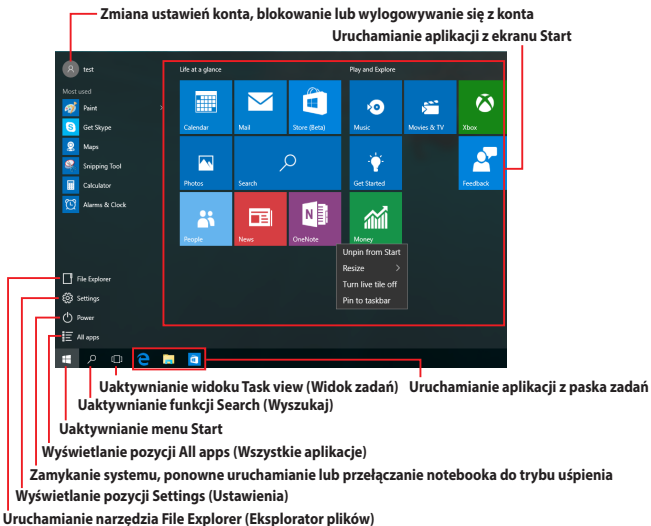 Zmiana ustawień konta, blokowanie lub wylogowywanie się z konta
Uruchamianie aplikacji z ekranu Start
test
Most used
Paint
Get Skype
Maps
Snipping Tool
Calculator
Alarms & Clock
File Explorer
Settings
Power
All apps
Life at a glance
Calendar
Mail
Store (Beta)
Photos
Search
People
News
OneNote
Play and Explore
Music
Movies & TV
Xbox
Get Started
Feedback
Money
Unpin from Start
Resize
Turn live tile off
Pin to taskbar
Uaktywnianie widoku Task view (Widok zadań)
Uruchamianie aplikacji z paska zadań
Uaktywnianie funkcji Search (Wyszukaj)
Uaktywnianie menu Start
Wyświetlanie pozycji All apps (Wszystkie aplikacje)
Zamykanie systemu, ponowne uruchamianie lub przełączanie notebooka do trybu uśpienia
Wyświetlanie pozycji Settings (Ustawienia)
Uruchamianie narzędzia File Explorer (Eksplorator plików)